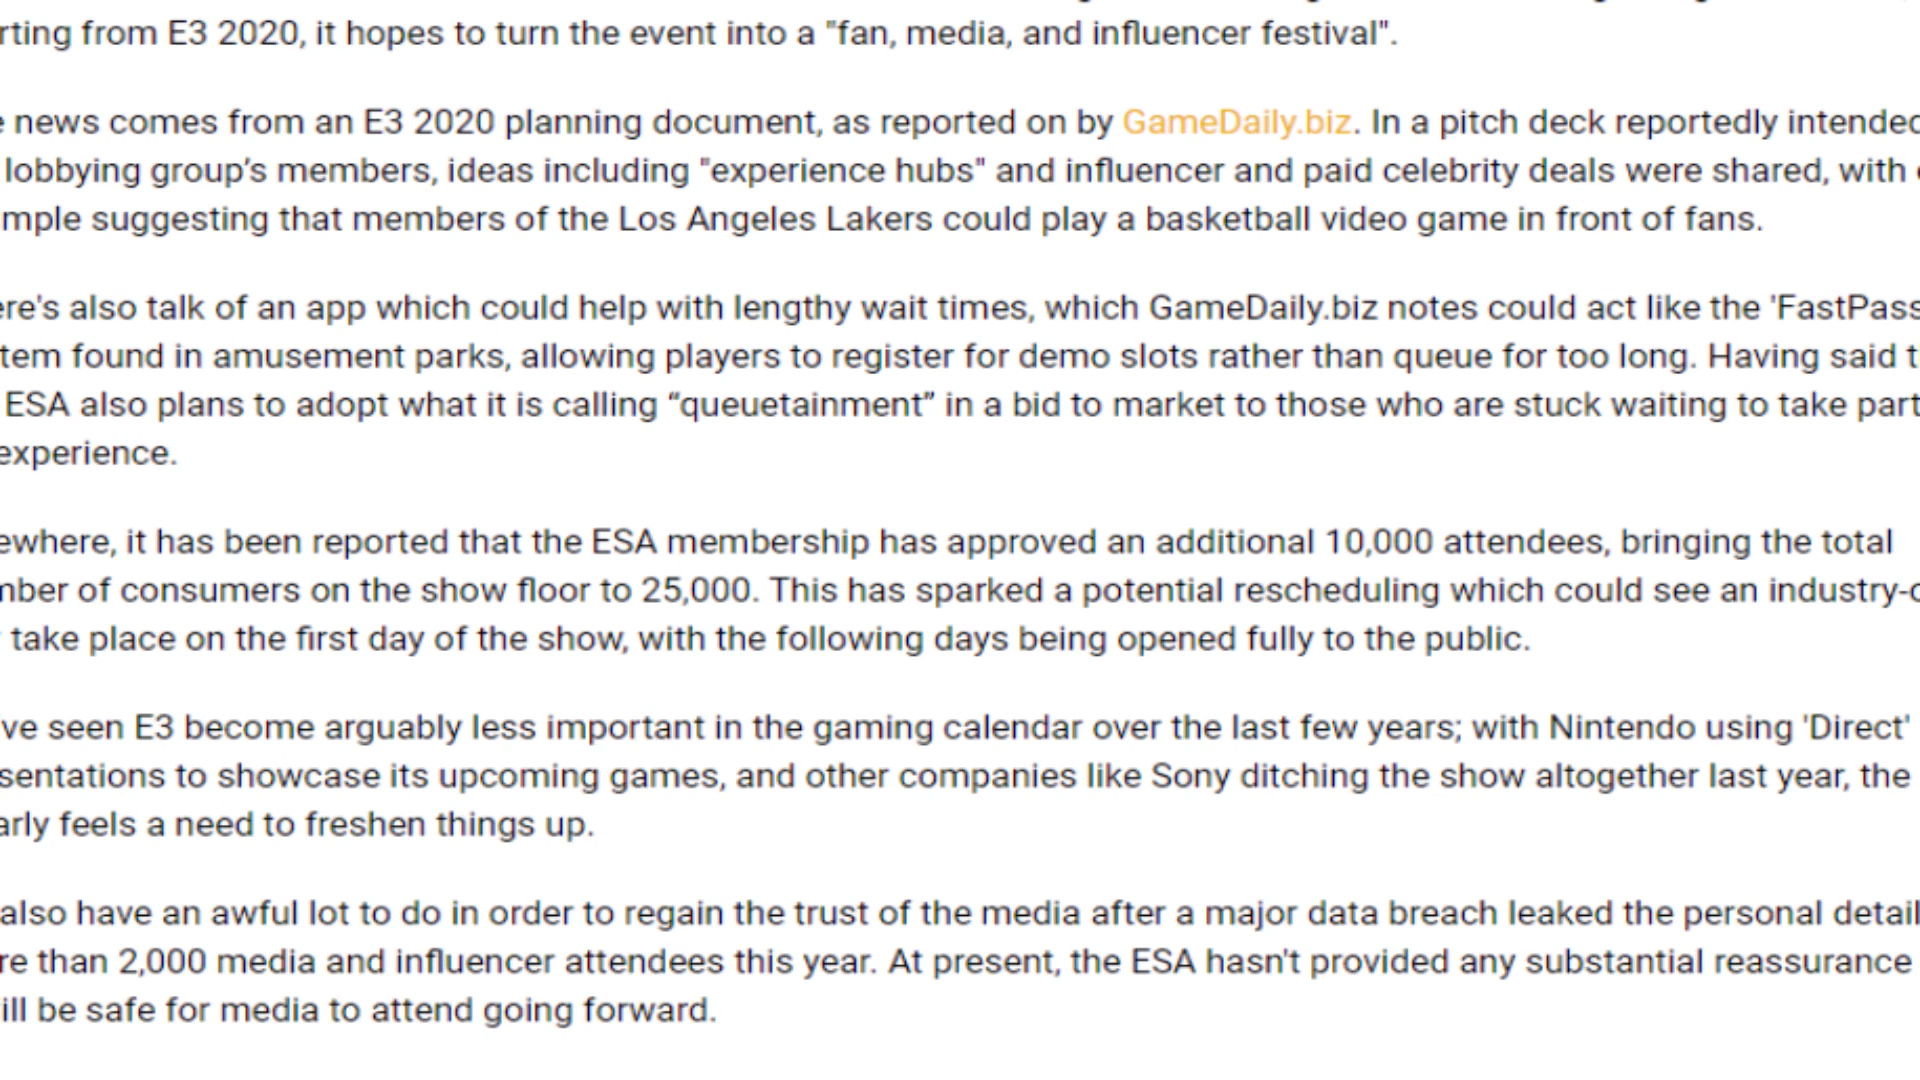 rting from E3 2020, it hopes to turn the event into a "fan, media, and influencer festival".
e news comes from an E3 2020 planning document, as reported on by GameDaily.biz. In a pitch deck reportedly intended
lobbying group's members, ideas including "experience hubs" and influencer and paid celebrity deals were shared, with
mple suggesting that members of the Los Angeles Lakers could play a basketball video game in front of fans.
ere's also talk of an app which could help with lengthy wait times, which GameDaily.biz notes could act like the 'FastPass
tem found in amusement parks, allowing players to register for demo slots rather than queue for too long. Having said t
ESA also plans to adopt what it is calling “queuetainment” in a bid to market to those who are stuck waiting to take part
experience.
ewhere, it has been reported that the ESA membership has approved an additional 10,000 attendees, bringing the total
mber of consumers on the show floor to 25,000. This has sparked a potential rescheduling which could see an industry-o
take place on the first day of the show, with the following days being opened fully to the public.
ve seen E3 become arguably less important in the gaming calendar over the last few years; with Nintendo using 'Direct'
sentations to showcase its upcoming games, and other companies like Sony ditching the show altogether last year, the
arly feels a need to freshen things up.
also have an awful lot to do in order to regain the trust of the media after a major data breach leaked the personal detail
re than 2,000 media and influencer attendees this year. At present, the ESA hasn't provided any substantial reassurance
ill be safe for media to attend going forward.